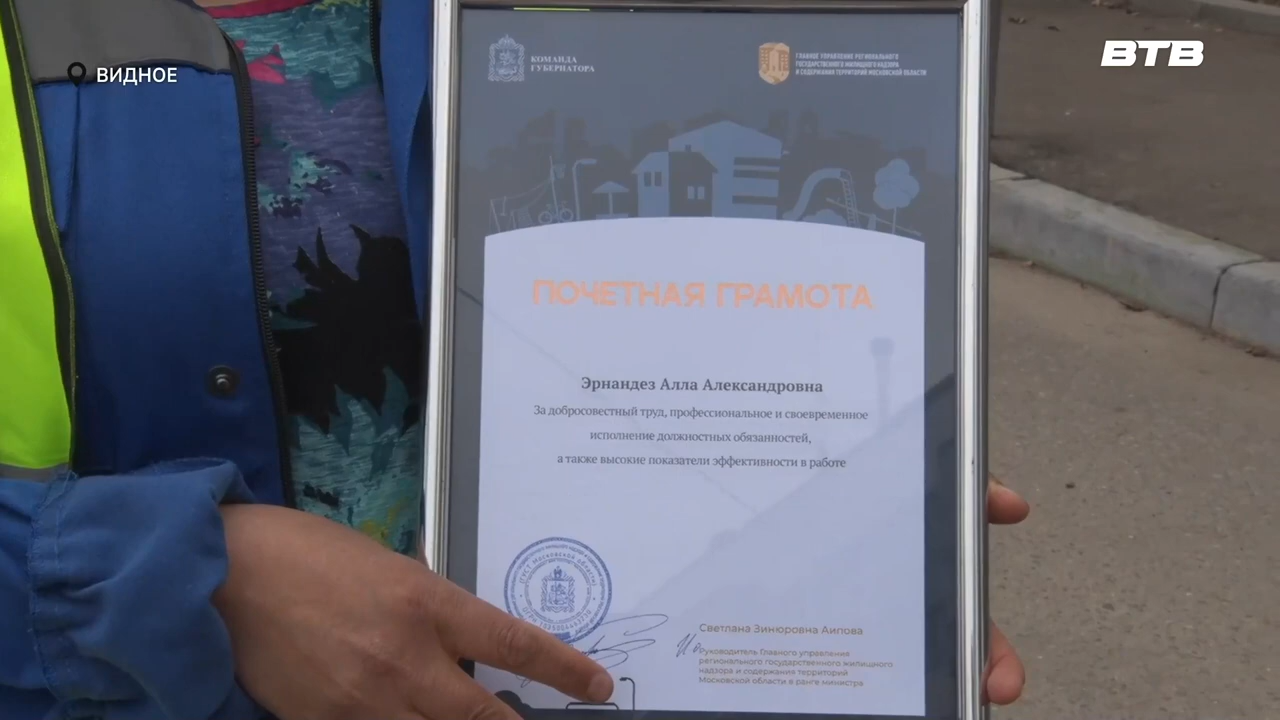 ВИДНОЕ
КОМАНДА
ГУБЕРНАТОРА
ГЛАВНОЕ УПРАВЛЕНИЕ РЕГИОНАЛЬНОГО
ГОСУДАРСТВЕННОГО ЖИЛИЩНОГО НАДЗОРА
И СОДЕРЖАНИЯ ТЕРРИТОРИЙ МОСКОВСКОЙ ОБЛАСТИ
ВТВ
ПОЧЕТНАЯ ГРАМОТА
Эрнандез Алла Александровна
За добросовестный труд, профессиональное и своевременное
исполнение должностных обязанностей,
а также высокие показатели эффективности в работе
Светлана Зинюровна Аипова
Руководитель Главного управления
регионального государственного жилищного
надзора и содержания территорий
Московской области в ранге министра